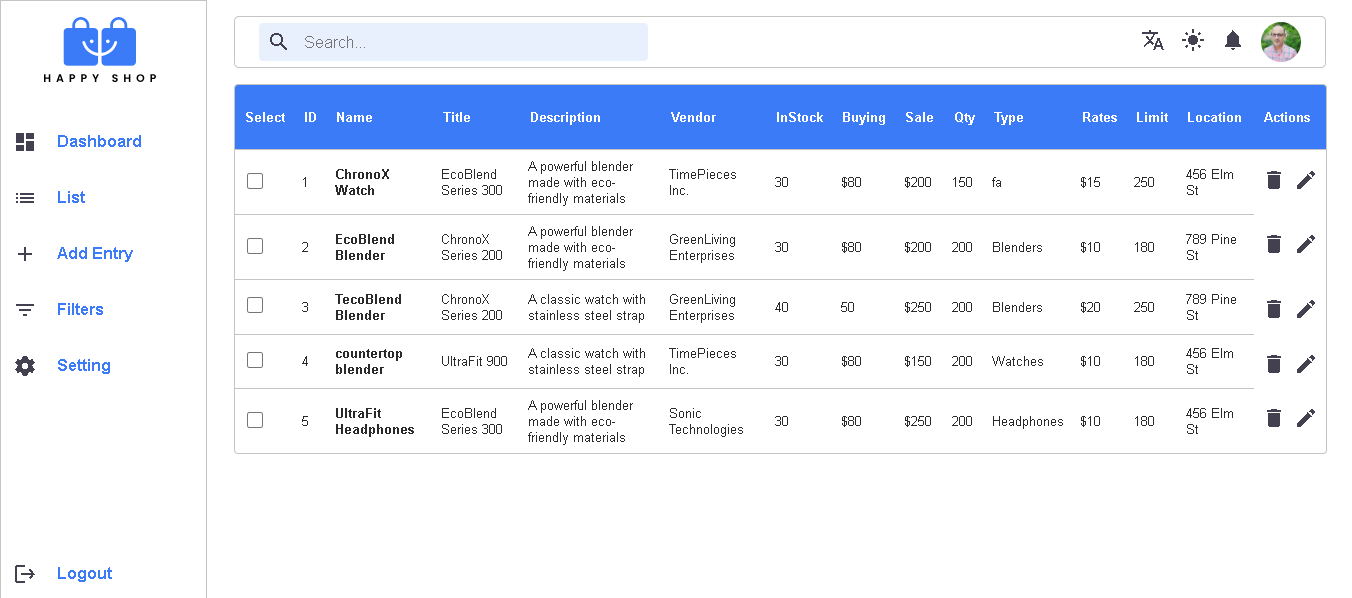 HAPPY SHOP
Dashboard
List
Add Entry
Filters
Setting
Logout
Search...
Select ID Name Title Description Vendor InStock Buying Sale Qty Type Rates Limit Location Actions
1 ChronoX Watch EcoBlend Series 300 A powerful blender made with eco-friendly materials TimePieces Inc. 30 $80 $200 150 fa $15 250 456 Elm St
2 EcoBlend Blender ChronoX Series 200 A powerful blender made with eco-friendly materials GreenLiving Enterprises 30 $80 $200 200 Blenders $10 180 789 Pine St
3 TecoBlend Blender ChronoX Series 200 A classic watch with stainless steel strap GreenLiving Enterprises 40 50 $250 200 Blenders $20 250 789 Pine St
4 countertop blender UltraFit 900 A classic watch with stainless steel strap TimePieces Inc. 30 $80 $150 200 Watches $10 180 456 Elm St
5 UltraFit Headphones EcoBlend Series 300 A powerful blender made with eco-friendly materials Sonic Technologies 30 $80 $250 200 Headphones $10 180 456 Elm St